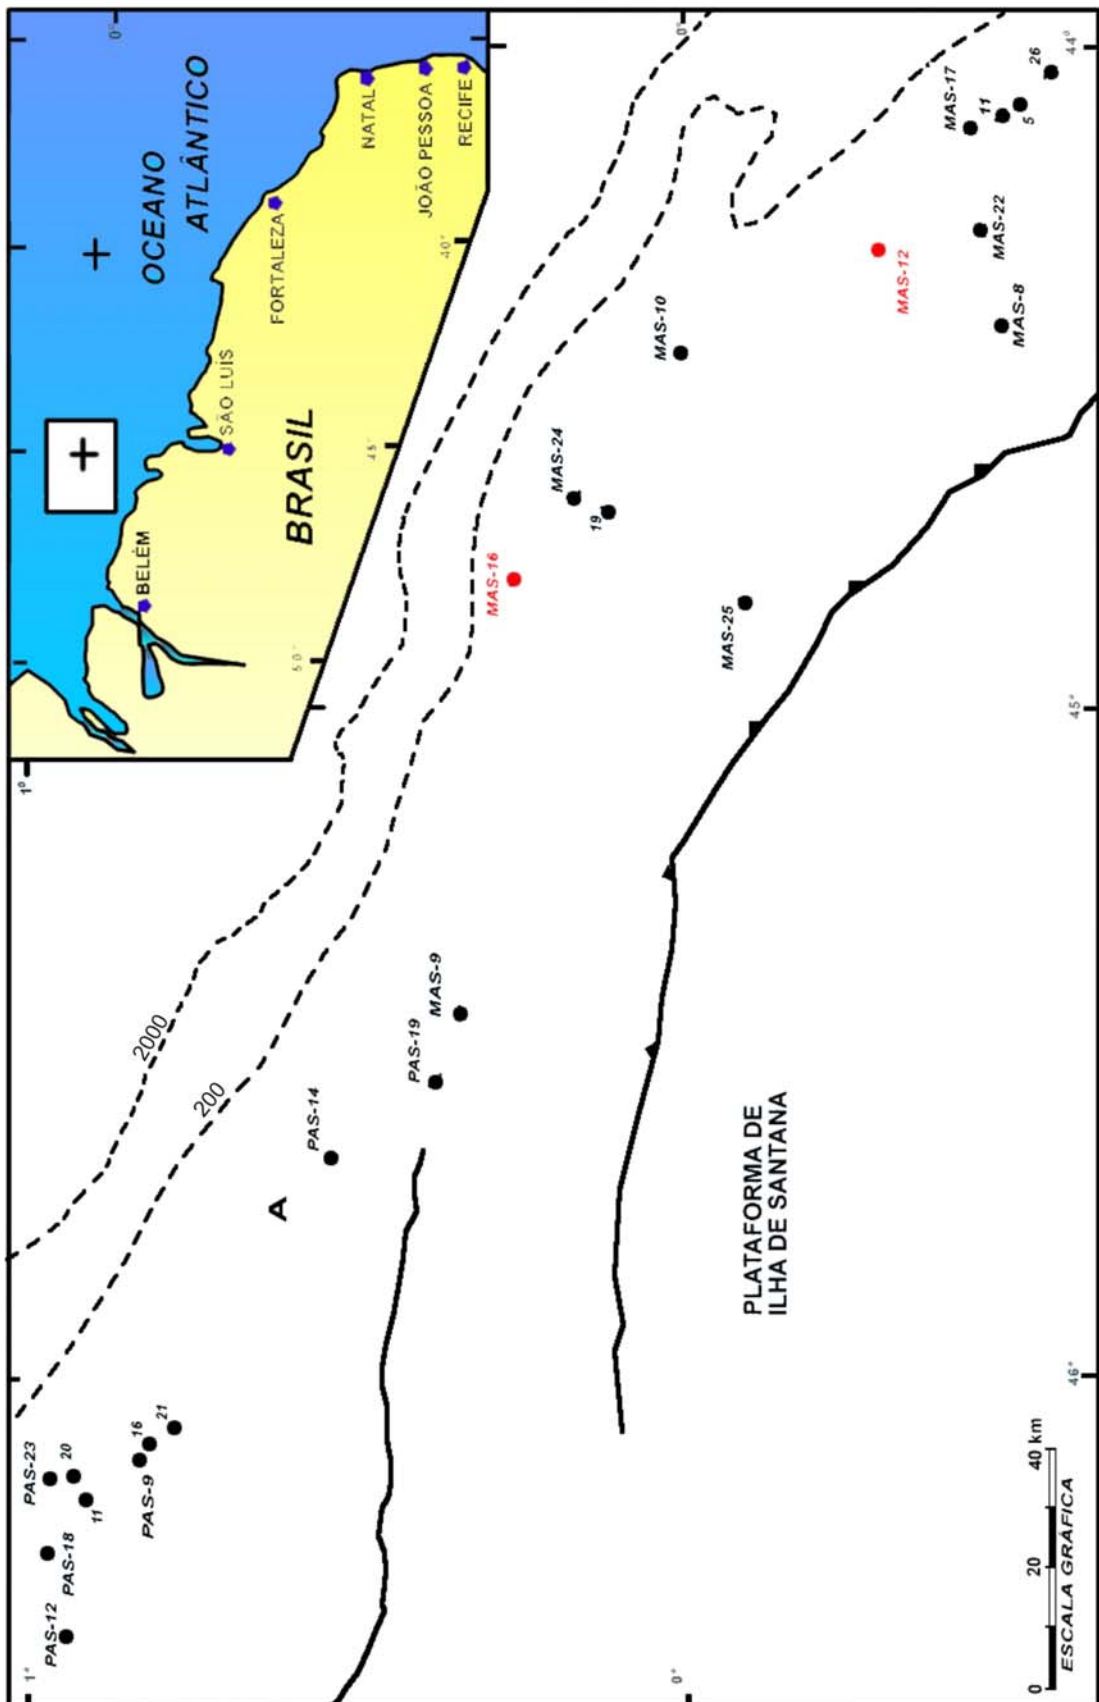 0°
OCEANO
ATLÂNTICO
NATAL
JOÃO PESSOA
RECIFE
FORTALEZA
SÃO LUÍS
BELÉM
BRASIL
40°
45°
50°
1°
0°
44°
2000
200
MAS-17
11
5
26
MAS-22
MAS-12
MAS-8
MAS-10
MAS-24
19
MAS-16
MAS-25
MAS-9
PAS-19
PAS-14
A
45°
PLATAFORMA DE
ILHA DE SANTANA
PAS-23
20
11
16
21
PAS-9
PAS-18
PAS-12
46°
1°
0°
0 20 40 km
ESCALA GRÁFICA